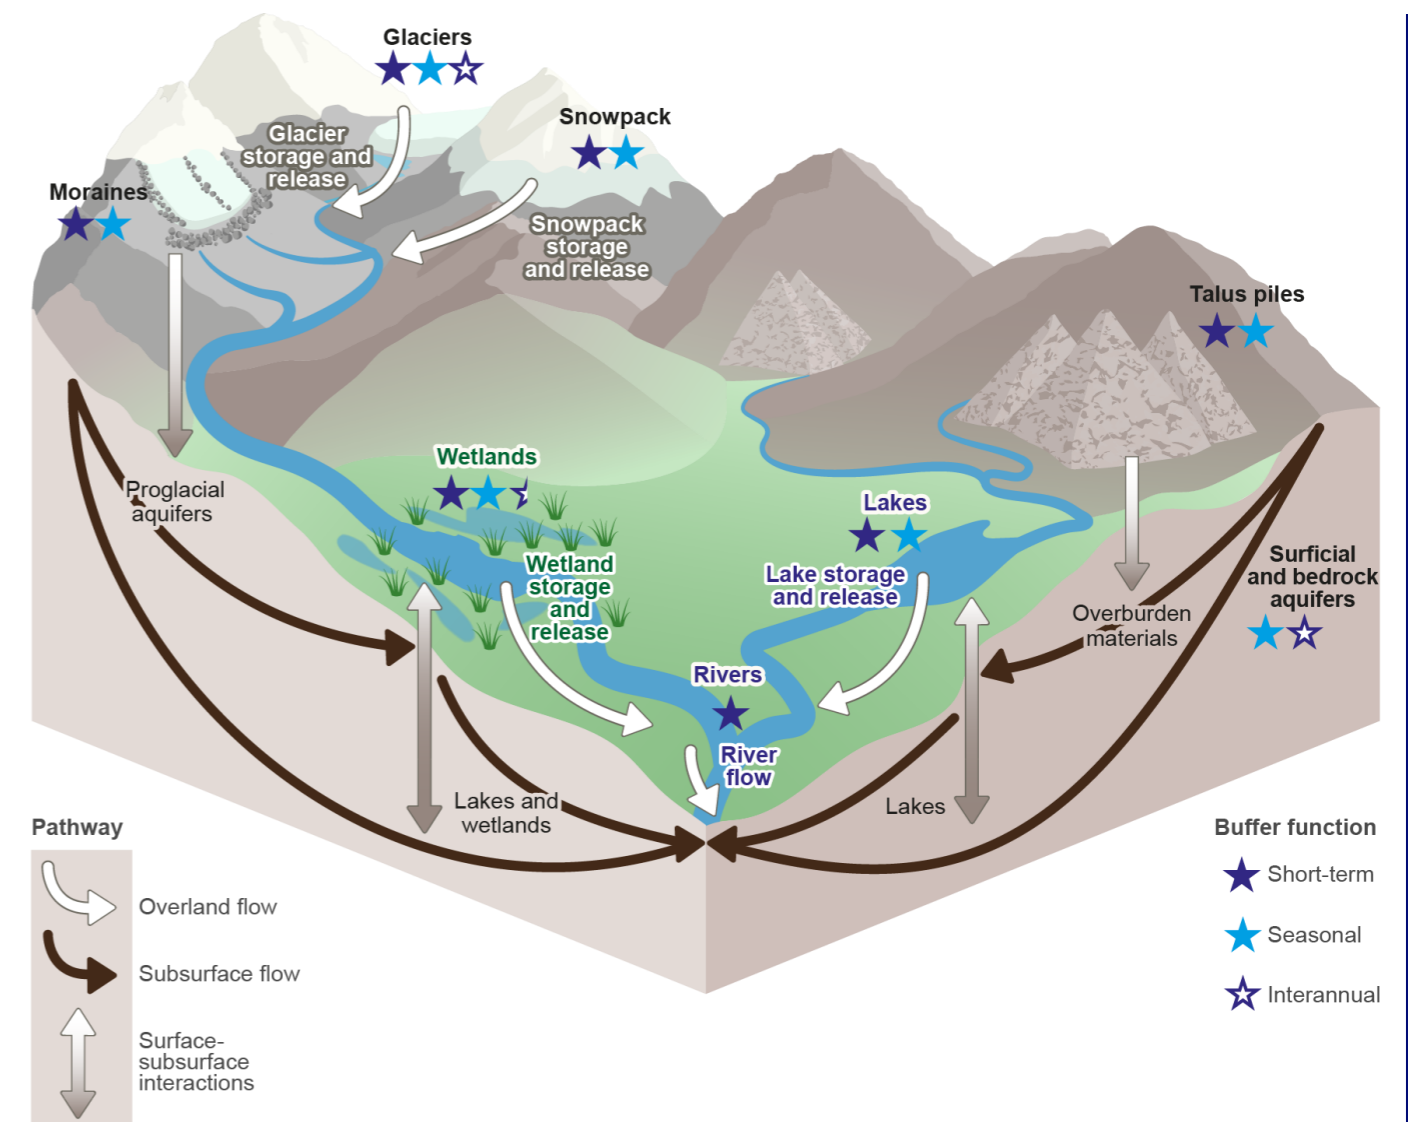 Glaciers
Snowpack
Glacier
storage and
release
Moraines
Snowpack
storage
and release
Talus piles
Wetlands
Proglacial
aquifers
Lakes
Wetland
storage
and
release
Lake storage
and release
Surficial
and bedrock
aquifers
Overburden
materials
Rivers
River
flow
Lakes and
wetlands
Lakes
Pathway
Overland flow
Subsurface flow
Surface-
subsurface
interactions
Buffer function
Short-term
Seasonal
Interannual